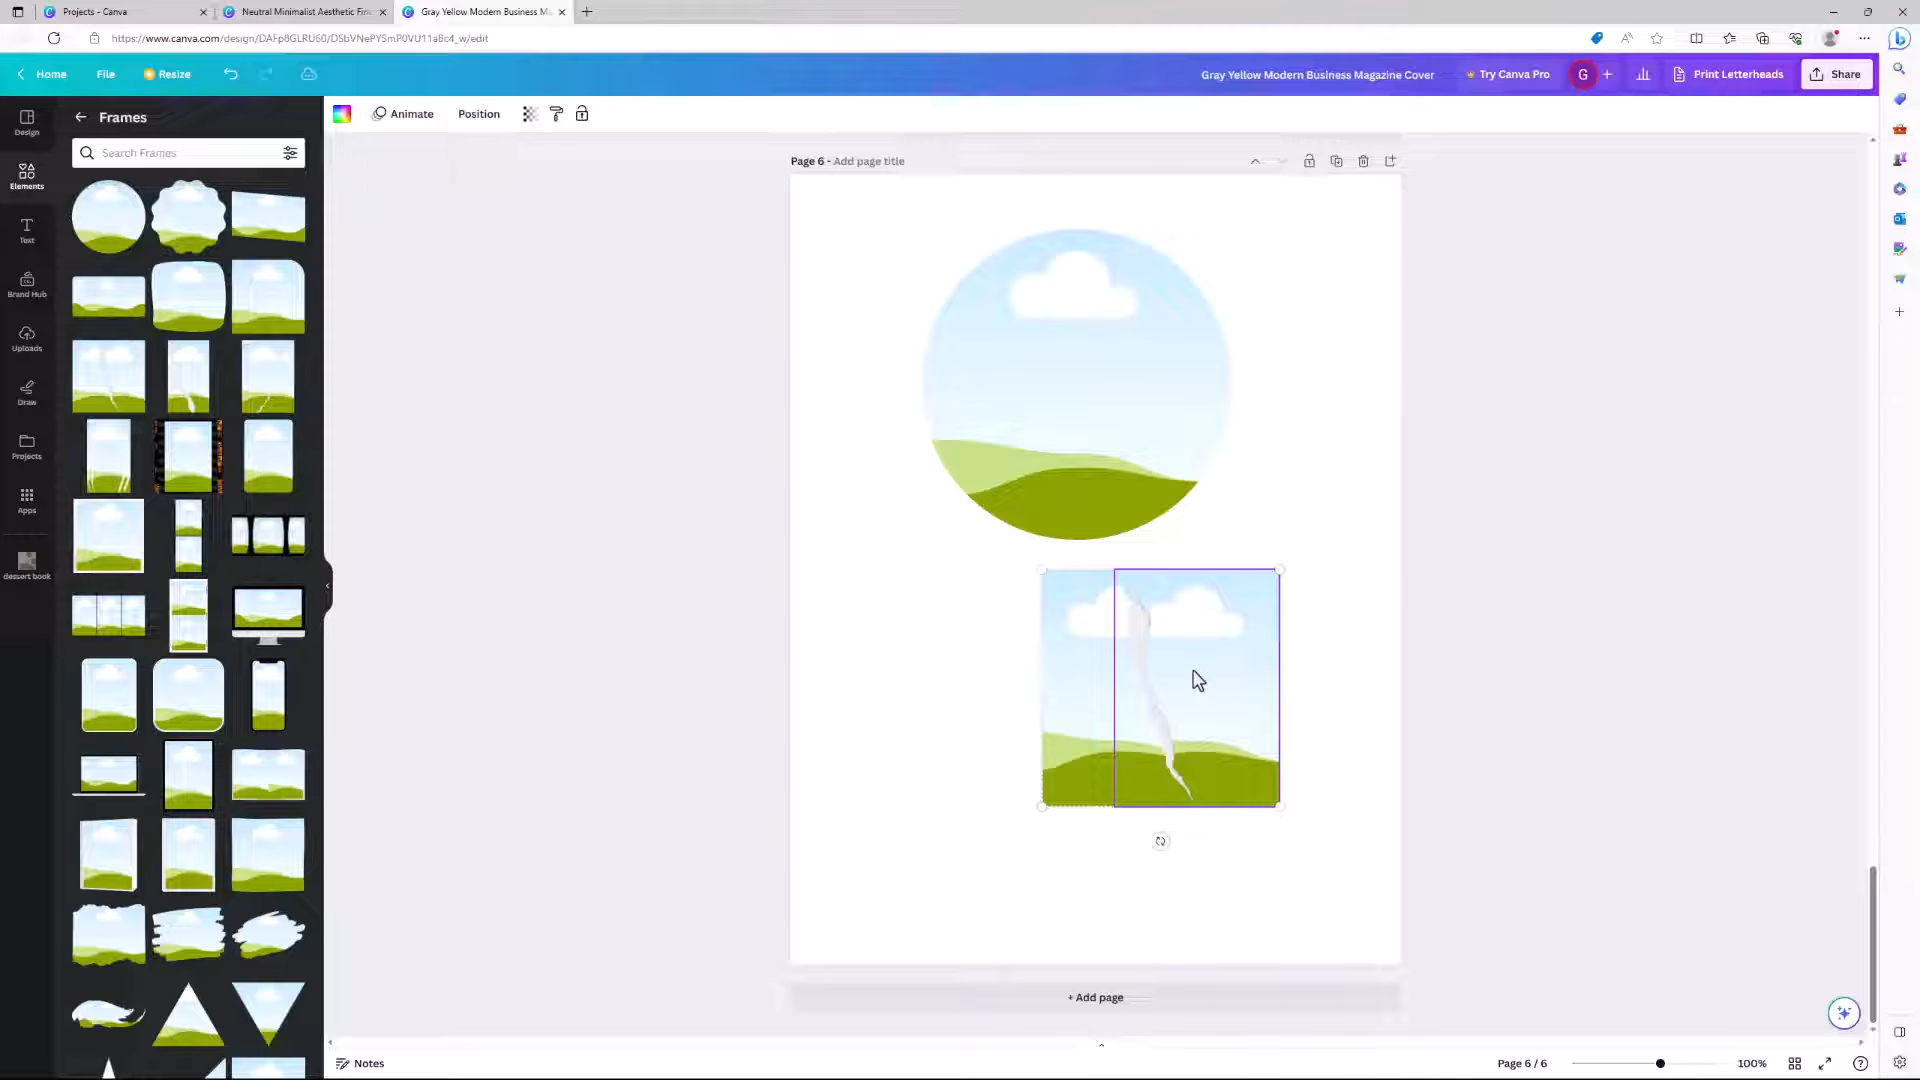 Projects - Canva
Neutral Minimalist Aesthetic Fin
Gray Yellow Modern Business M
https://www.canva.com/design/DAFp8GLRU60/DSbVNePYSmP0VU11aBc4_w/edit
Home
File
Resize
Gray Yellow Modern Business Magazine Cover
Try Canva Pro
G
Print Letterheads
Share
Design
Elements
Text
Brand Hub
Uploads
Draw
Projects
Apps
dessert book
Frames
Search Frames
Animate
Position
Page 6 - Add page title
+ Add page
Notes
Page 6 / 6
100%